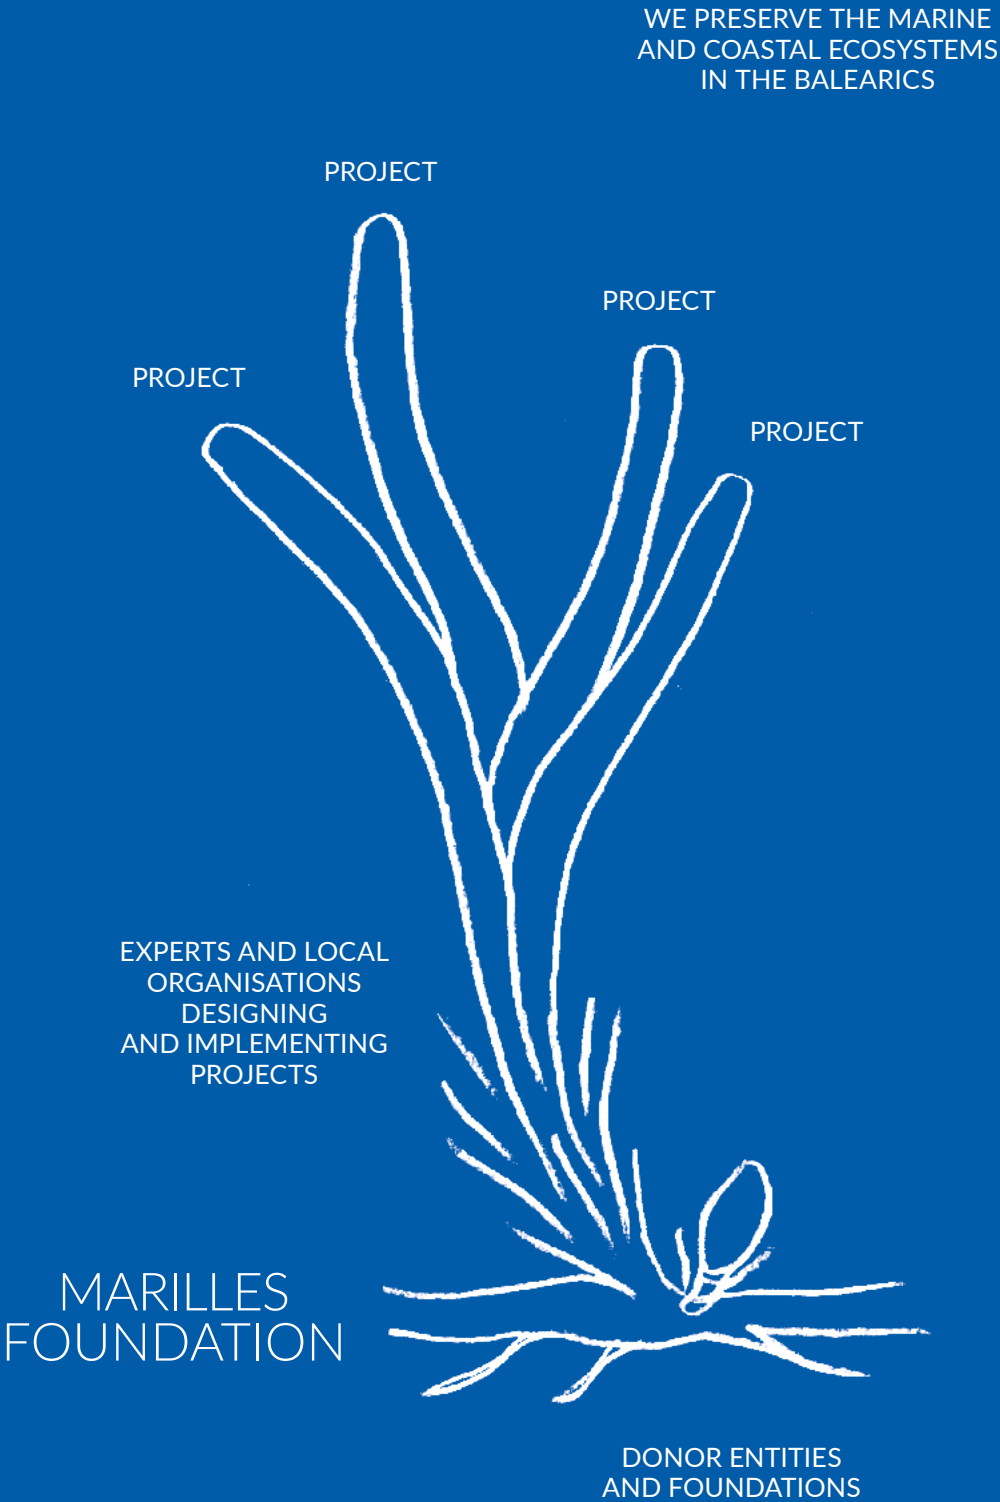 WE PRESERVE THE MARINE
AND COASTAL ECOSYSTEMS
IN THE BALEARICS
PROJECT
PROJECT
PROJECT
PROJECT
EXPERTS AND LOCAL
ORGANISATIONS
DESIGNING
AND IMPLEMENTING
PROJECTS
MARILLES
FOUNDATION
DONOR ENTITIES
AND FOUNDATIONS